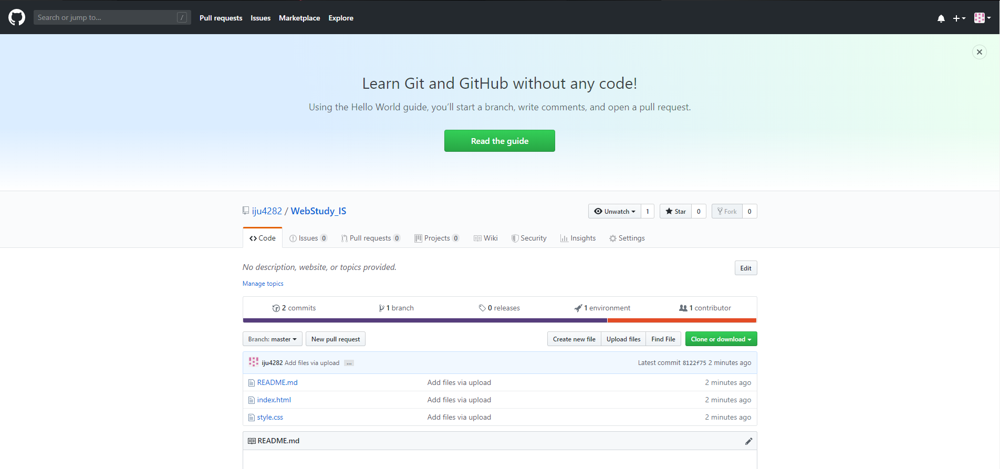 Search or jump to... /
Pull requests Issues Marketplace Explore
Learn Git and GitHub without any code!
Using the Hello World guide, you’ll start a branch, write comments, and open a pull request.
Read the guide
iju4282 / WebStudy_IS
Unwatch 1 Star 0 Fork 0
Code Issues 0 Pull requests 0 Projects 0 Wiki Security Insights Settings
No description, website, or topics provided. Edit
Manage topics
2 commits 1 branch 0 releases 1 environment 1 contributor
Branch: master New pull request Create new file Upload files Find File Clone or download
iju4282 Add files via upload ... Latest commit 8122f75 2 minutes ago
README.md Add files via upload 2 minutes ago
index.html Add files via upload 2 minutes ago
style.css Add files via upload 2 minutes ago
README.md